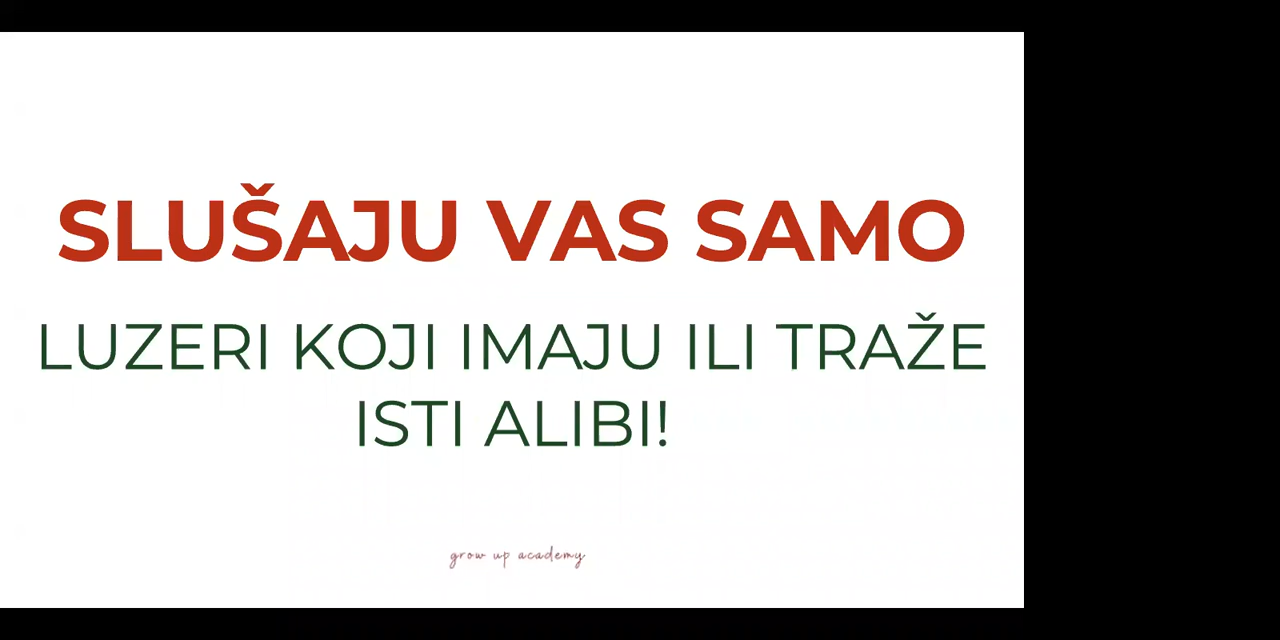 SLUŠAJU VAS SAMO
LUZERI KOJI IMAJU ILI TRAŽE
ISTI ALIBI!
grow up academy